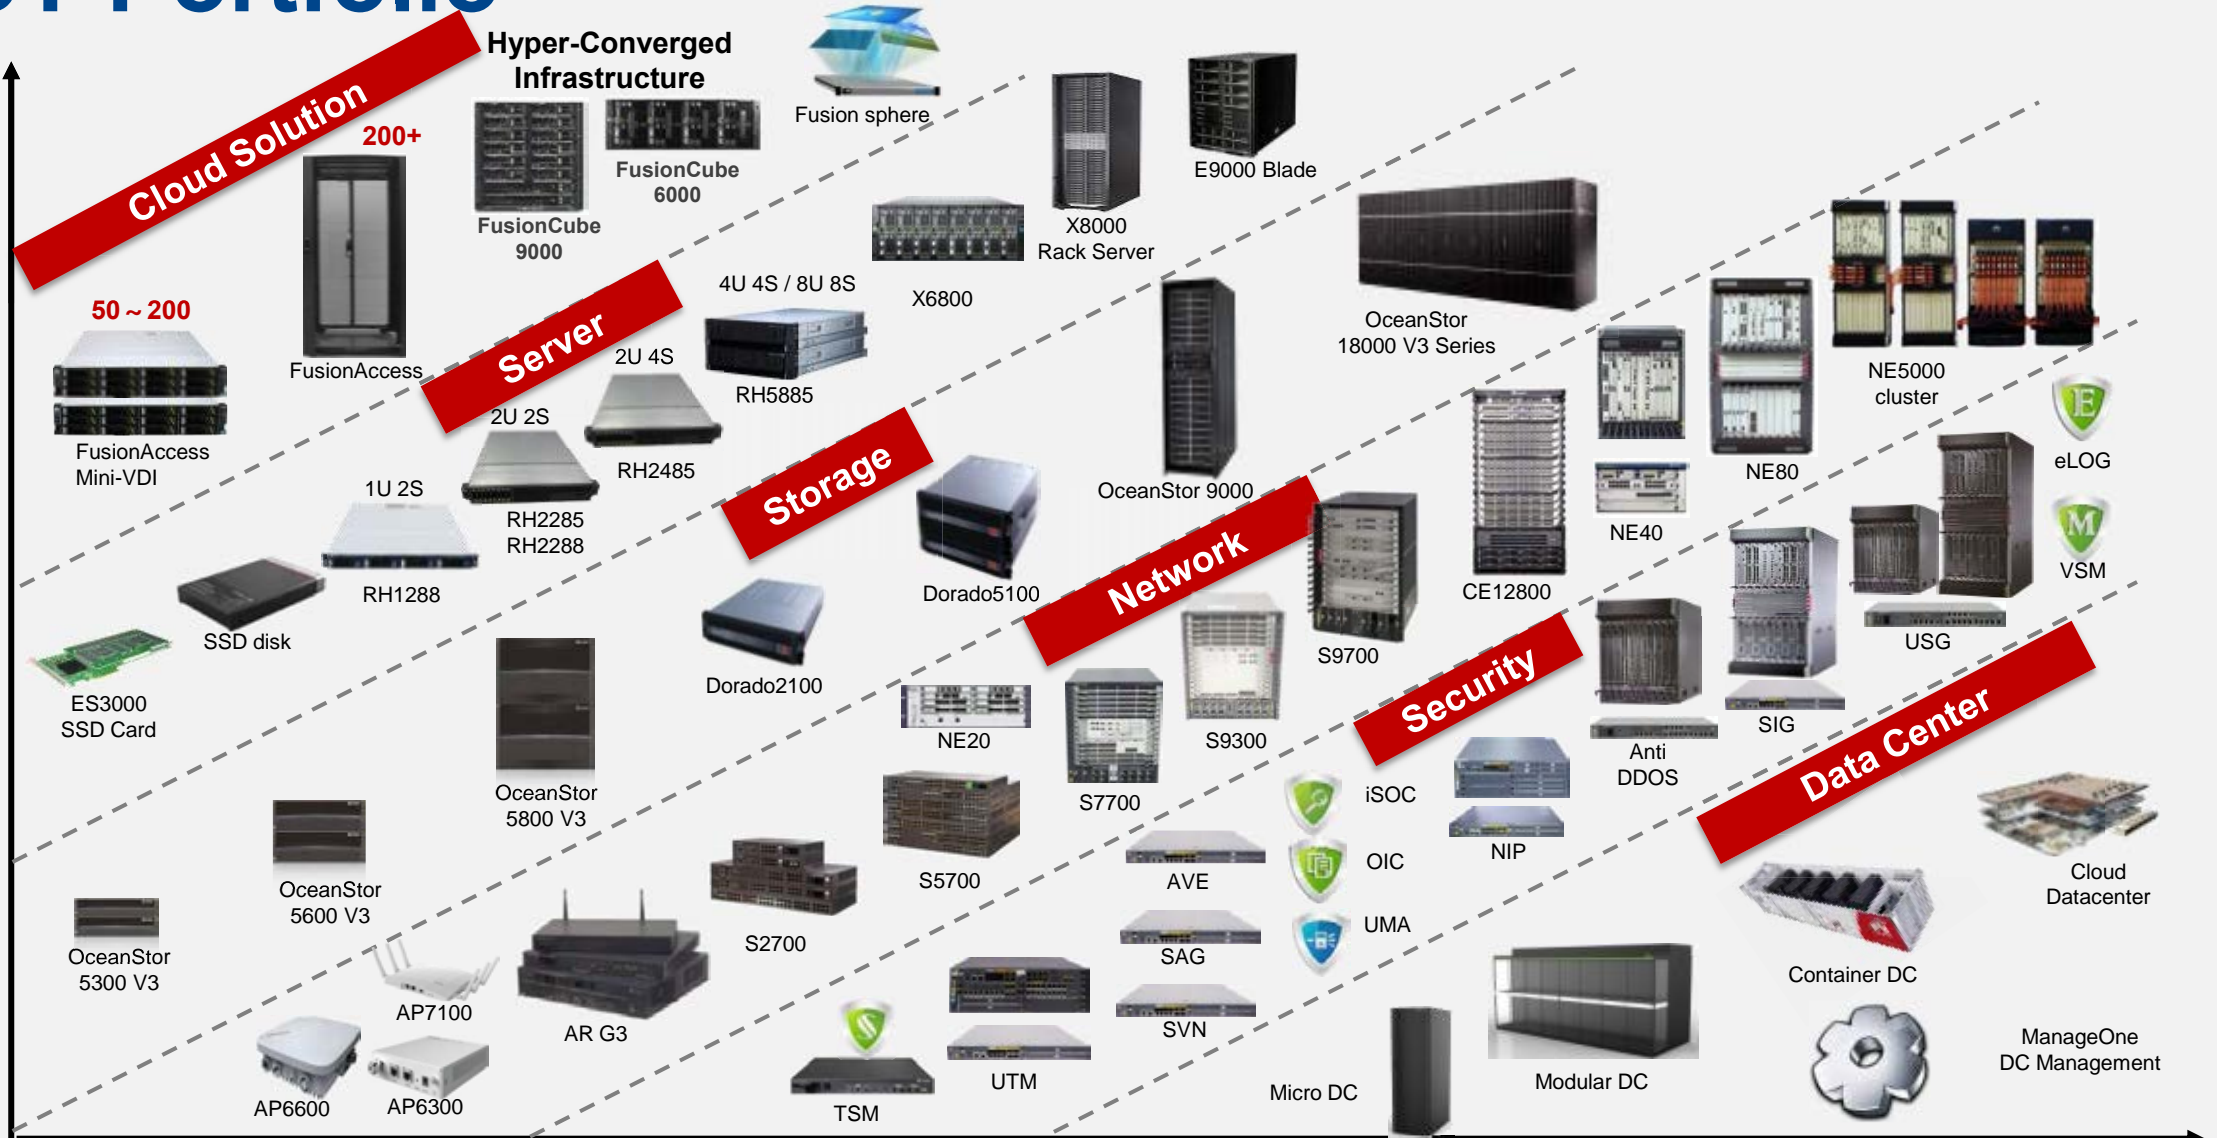 Portfolio
Cloud Solution
Hyper-Converged
Infrastructure
200+
FusionCube
9000
FusionCube
6000
Fusion sphere
50～200
FusionAccess
Mini-VDI
FusionAccess
Server
X8000
Rack Server
E9000 Blade
X6800
4U 4S / 8U 8S
RH5885
2U 4S
RH2485
2U 2S
RH2285
RH2288
1U 2S
RH1288
SSD disk
ES3000
SSD Card
Storage
OceanStor
18000 V3 Series
OceanStor 9000
Dorado5100
Dorado2100
OceanStor
5800 V3
OceanStor
5600 V3
OceanStor
5300 V3
Network
NE5000
cluster
NE80
NE40
CE12800
S9700
S9300
S7700
NE20
S5700
S2700
AR G3
AP7100
AP6600
AP6300
Security
E
eLOG
M
VSM
USG
SIG
Anti
DDOS
NIP
iSOC
OIC
UMA
AVE
SAG
SVN
UTM
S
TSM
Data Center
Cloud
Datacenter
Container DC
ManageOne
DC Management
Modular DC
Micro DC